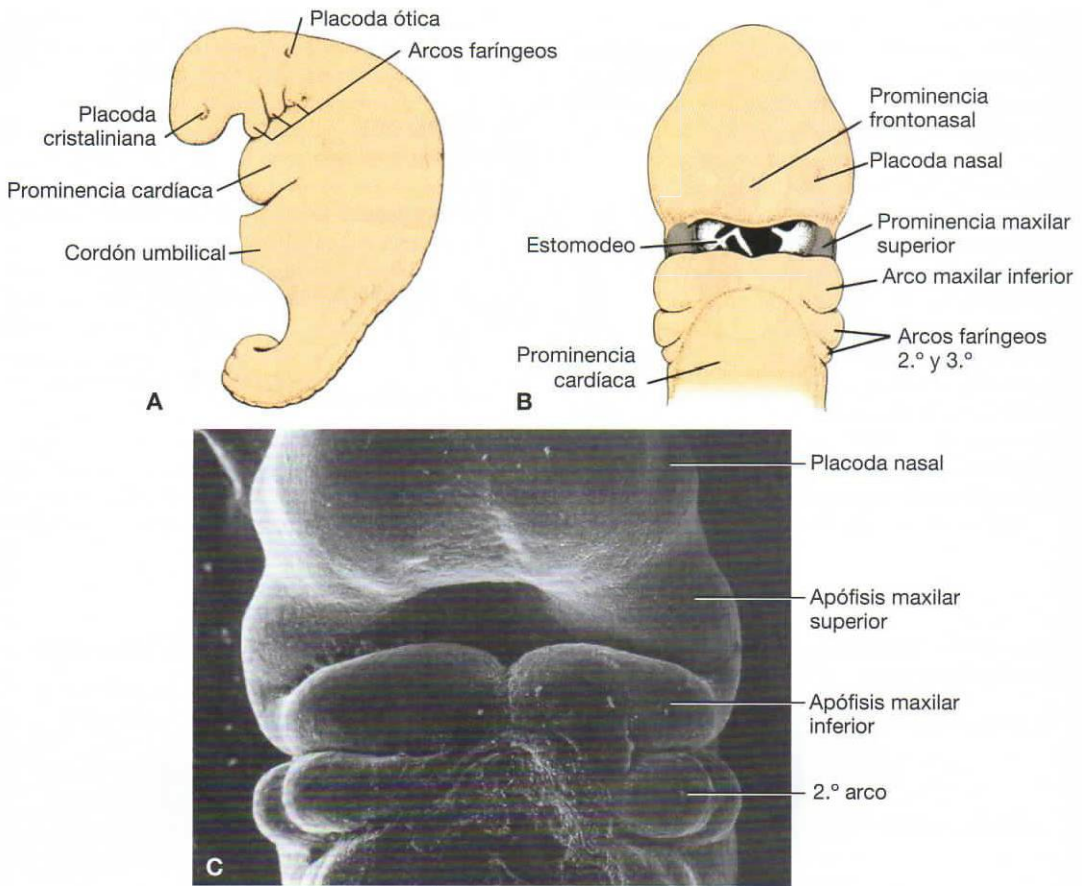 Placoda ótica
Arcos faríngeos
Placoda
cristaliniana
Prominencia cardíaca
Cordón umbilical
A
Prominencia
frontonasal
Placoda nasal
Estomodeo
Prominencia maxilar
superior
Arco maxilar inferior
Arcos faríngeos
2.º y 3.º
Prominencia
cardíaca
B
Placoda nasal
Apófisis maxilar
superior
Apófisis maxilar
inferior
2.º arco
C